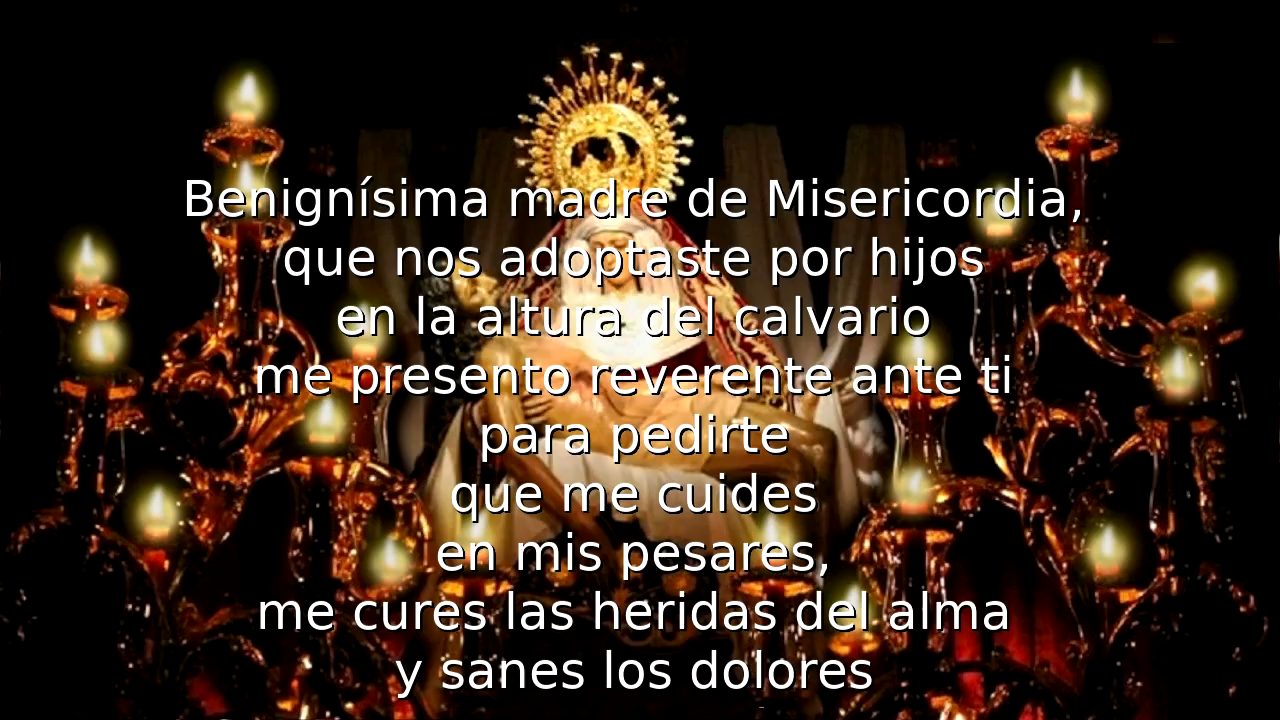 Benignísima madre de Misericordia,
que nos adoptaste por hijos
en la altura del calvario
me presento reverente ante ti
para pedirte
que me cuides
en mis pesares,
me cures las heridas del alma
y sanes los dolores